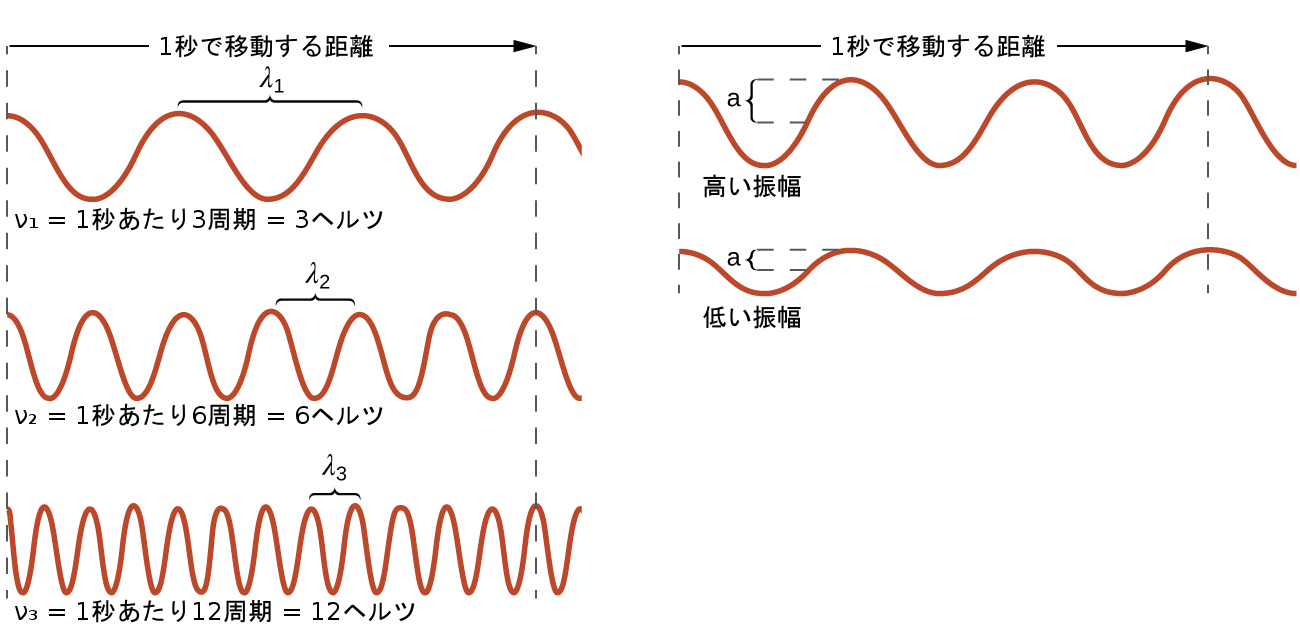 1秒で移動する距離
λ1
ν₁ = 1秒あたり3周期 = 3ヘルツ
λ2
ν₂ = 1秒あたり6周期 = 6ヘルツ
λ3
ν₃ = 1秒あたり12周期 = 12ヘルツ
1秒で移動する距離
a
高い振幅
a
低い振幅